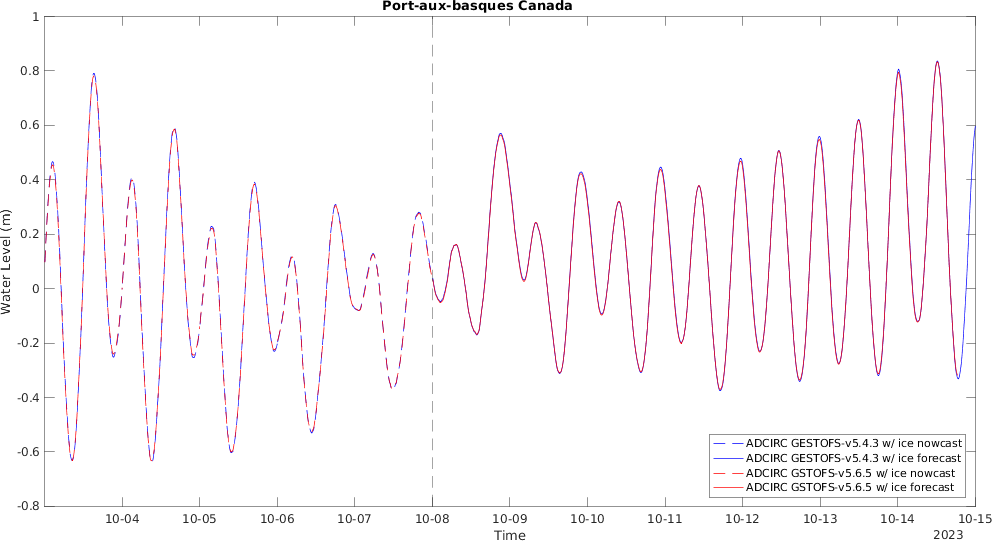 Port-aux-basques Canada
1
0.8
0.6
0.4
0.2
0
-0.2
-0.4
-0.6
-0.8
Water Level (m)
ADCIRC GESTOFS-v5.4.3 w/ ice nowcast
ADCIRC GESTOFS-v5.4.3 w/ ice forecast
ADCIRC GSTOFS-v5.6.5 w/ ice nowcast
ADCIRC GSTOFS-v5.6.5 w/ ice forecast
10-04 10-05 10-06 10-07 10-08 10-09 10-10 10-11 10-12 10-13 10-14 10-15
Time
2023